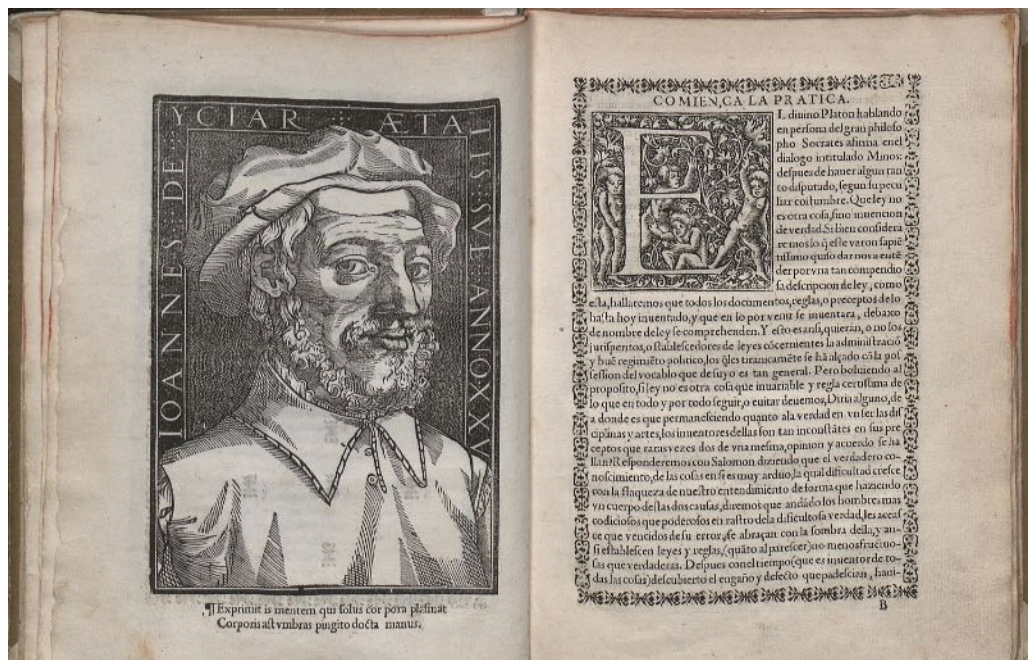 IOANNES DE
YCIAR ÆTA
TIS SVE ANNO XXV
¶ Exprimit is mentem qui solus cor pora plasmat
Corporis ast vmbras pingito docta manus.
COMIEN,CA LA PRATICA.
EL diuino Platon hablando
en persona del gran philoso
pho Socrates afirma en el
dialogo intitulado Minos:
despues de hauer algun tan
to disputado, segun su pecu
liar costumbre. Que ley no
es otra cosa, sino inuencion
de verdad. Si bien considera
remos lo q̃ este varon sapiē
tissimo quiso dar nos a entē
der por vna tan compendio
sa descripcion de ley, como
esta, hallaremos que todos los documentos, reglas, o preceptos de lo
hasta hoy inuentado, y que en lo por venir se inuentara, debaxo
de nombre de ley se comprehenden. Y esto es ansi, quieran, o no los
jurisperitos, o stablescedores de leyes cōcernientes la administraciō
y buē regimiēto politico, los q̃les tiranicamēte se hā alçado cō la pos
session del vocablo que de suyo es tan general. Pero boluiendo al
proposito, si ley no es otra cosa que inuariable y regla certissima de
lo que en todo y por todo seguir, o euitar deuemos, Diria alguno, de
a donde es que permanesciendo quanto ala verdad en vn ser las dis
ciplinas y artes, los inuentores dellas son tan incōstātes en sus pre
ceptos que raras vezes dos de vna mesma, opinion y acuerdo se ha
llan? Responderemos con Salomon diziendo que el verdadero co-
noscimiento, de las cosas en si es muy arduo, la qual dificultad cresce
con la flaqueza de nuestro entendimiento de forma que haziendo
vn cuerpo destas dos causas, diremos que andādo los hombres mas
codiciosos que poderosos en rastro dela dificultosa verdad, les acaes
ce que vencidos de su error, se abraçan con la sombra della, y an-
si establescen leyes y reglas, (quāto al parescer) no menos fructuo-
sas que verdaderas. Despues con el tiempo (que es inuentor de to-
das las cosas) descubierto el engaño y defecto que padescian, haui-
B